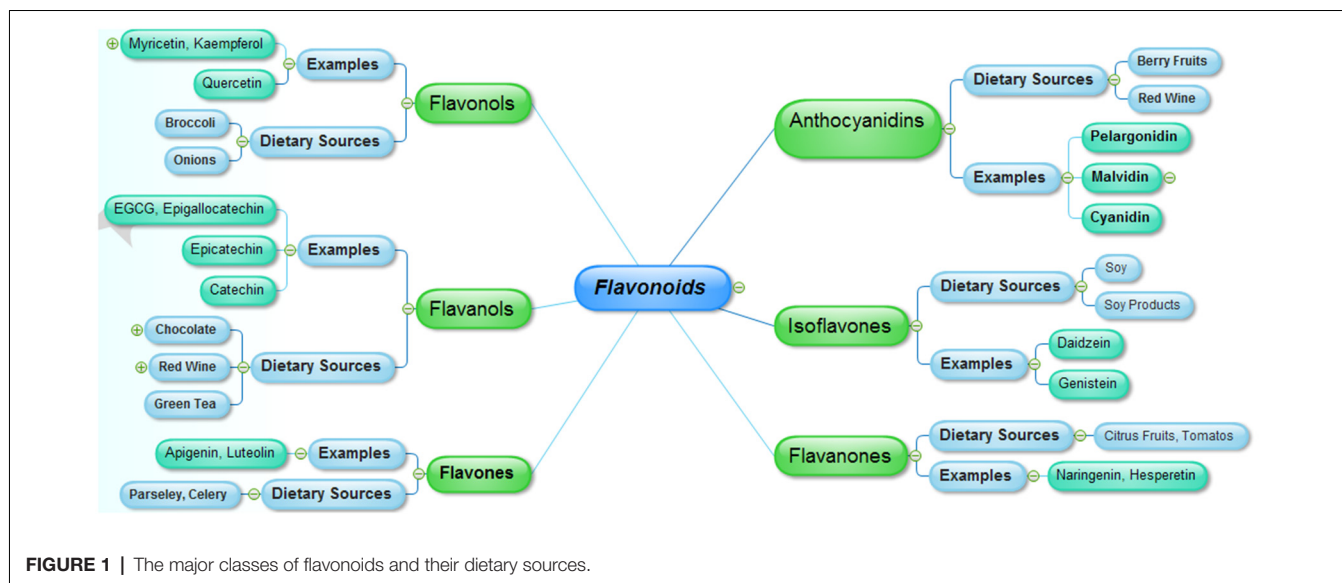 Flavonoids
Flavonols
Examples
Myricetin, Kaempferol
Quercetin
Dietary Sources
Broccoli
Onions
Flavanols
Examples
EGCG, Epigallocatechin
Epicatechin
Catechin
Dietary Sources
Chocolate
Red Wine
Green Tea
Flavones
Examples
Apigenin, Luteolin
Dietary Sources
Parseley, Celery
Anthocyanidins
Dietary Sources
Berry Fruits
Red Wine
Examples
Pelargonidin
Malvidin
Cyanidin
Isoflavones
Dietary Sources
Soy
Soy Products
Examples
Daidzein
Genistein
Flavanones
Dietary Sources
Citrus Fruits, Tomatos
Examples
Naringenin, Hesperetin
FIGURE 1 | The major classes of flavonoids and their dietary sources.